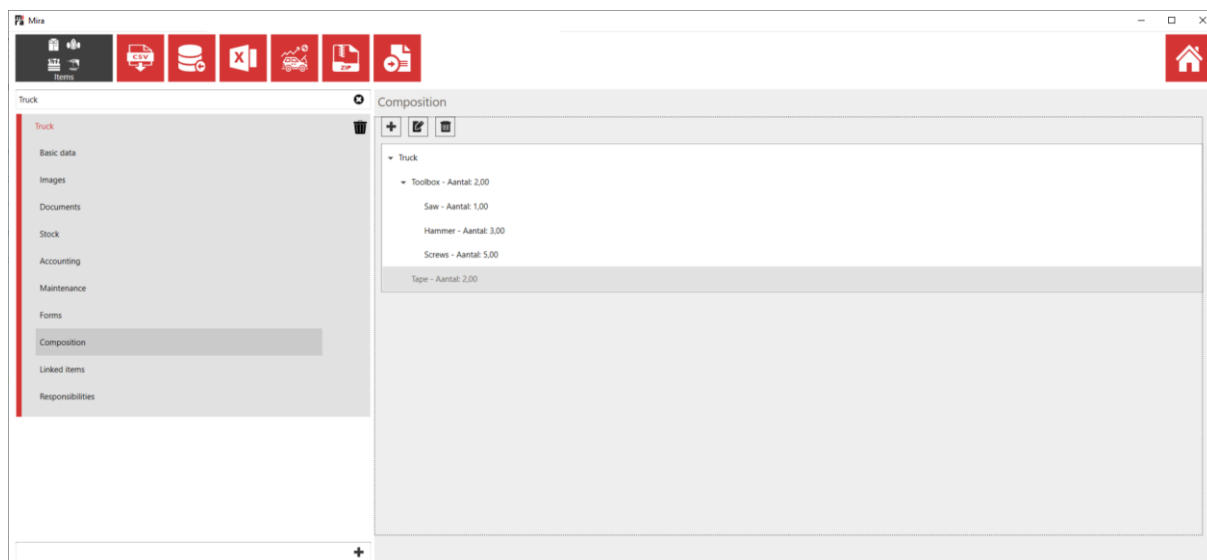 Mira
Items
CSV
X
ZIP
Truck
Truck
Basic data
Images
Documents
Stock
Accounting
Maintenance
Forms
Composition
Linked items
Responsibilities
Composition
Truck
Toolbox - Aantal: 2,00
Saw - Aantal: 1,00
Hammer - Aantal: 3,00
Screws - Aantal: 5,00
Tape - Aantal: 2,00